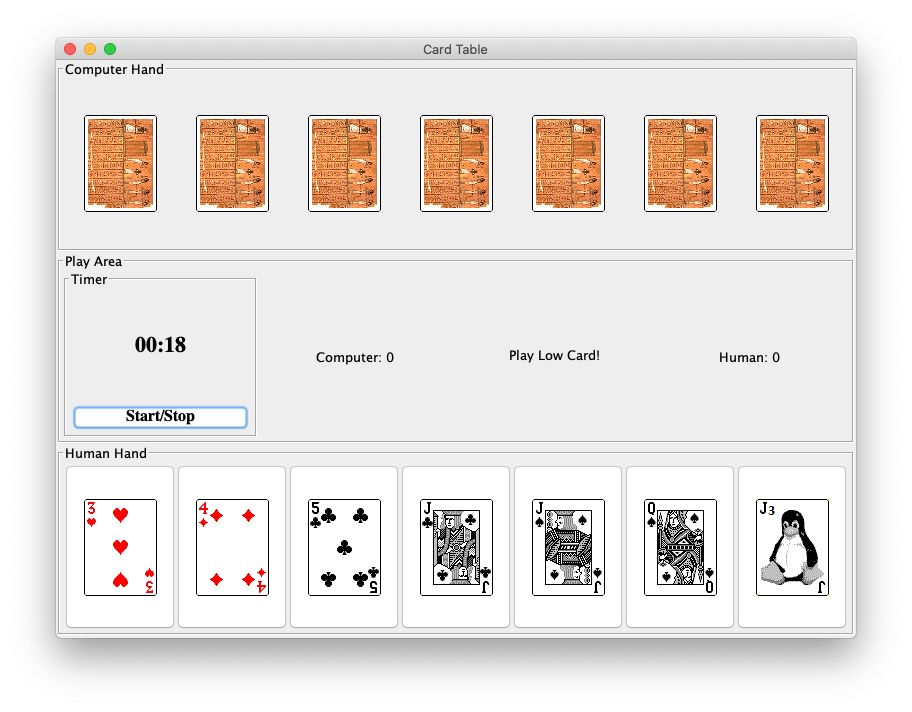 Card Table
Computer Hand
Play Area
Timer
00:18
Start/Stop
Computer: 0
Play Low Card!
Human: 0
Human Hand
3
3
4
4
5
5
J
J
J
J
Q
Q
J3
J